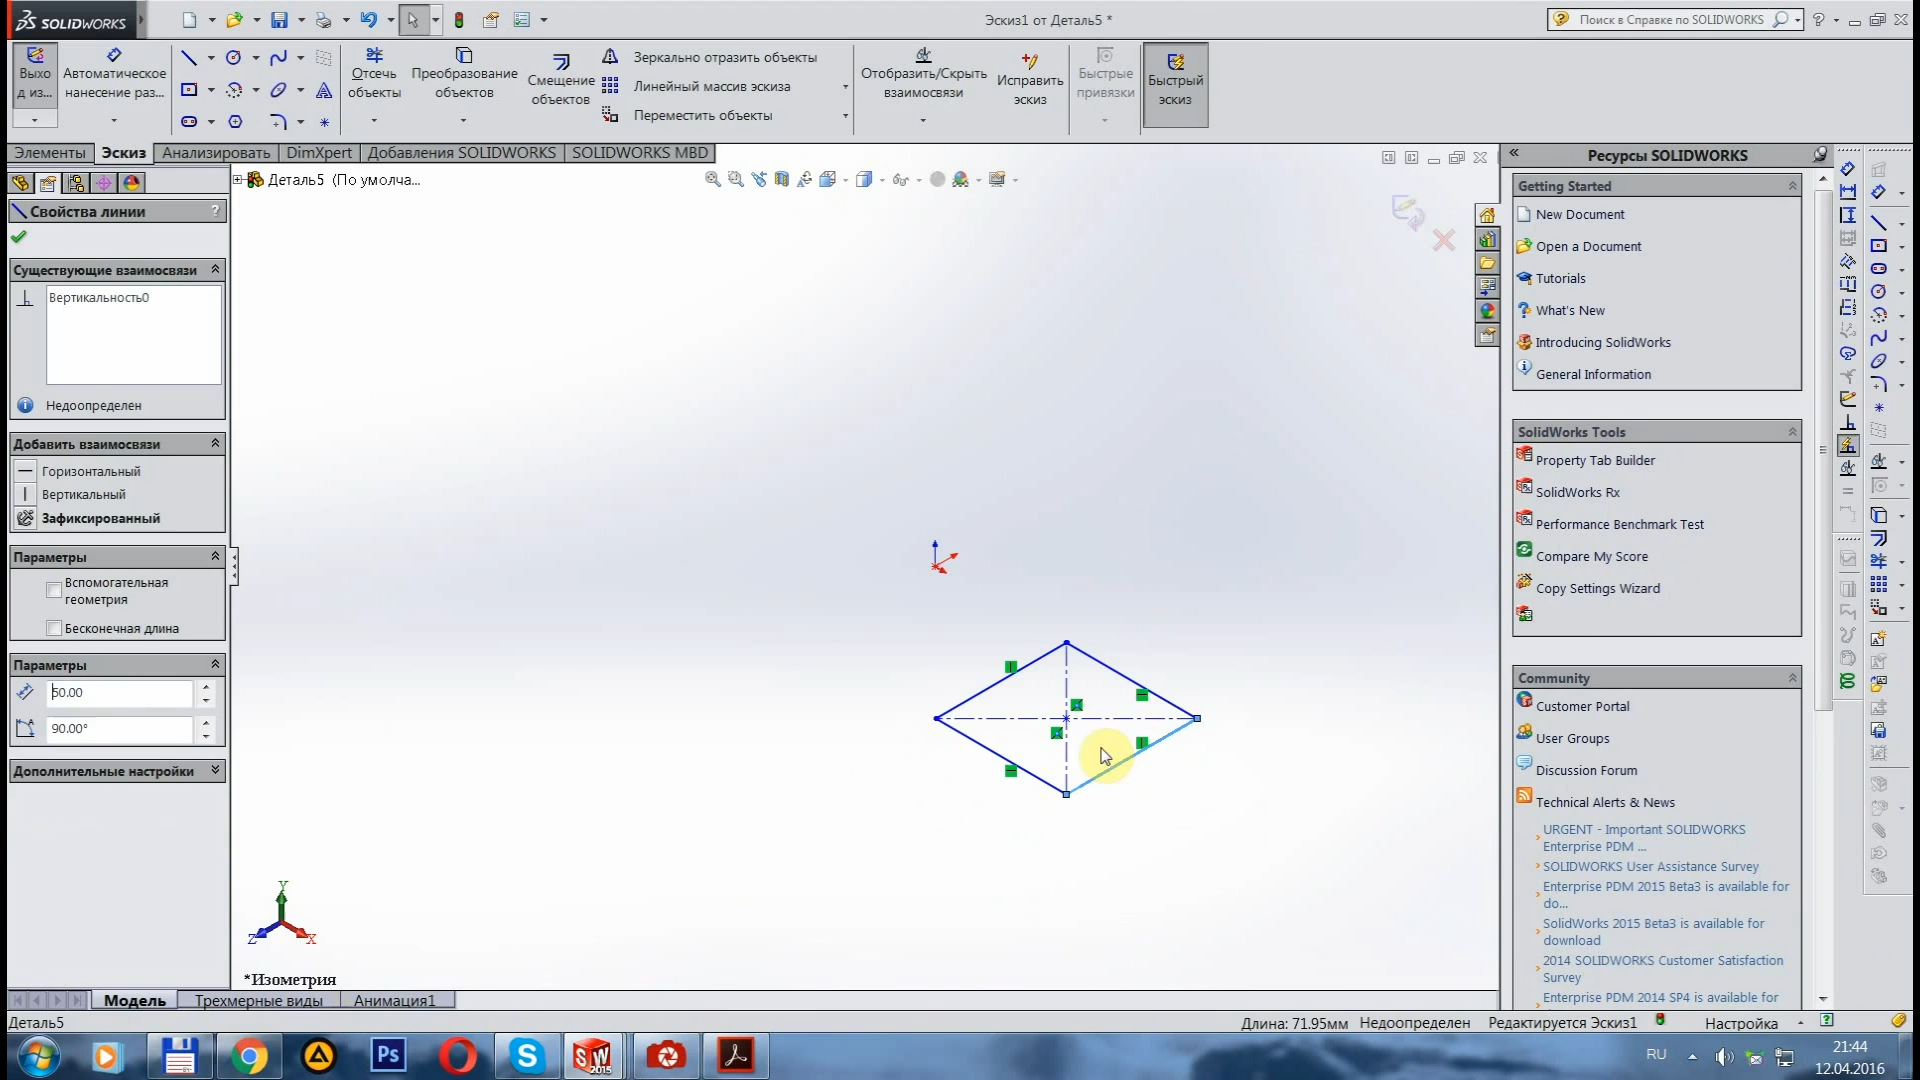 SOLIDWORKS
Эскиз1 от Деталь5 *
Поиск в Справке по SOLIDWORKS
Выхо
д из...
Автоматическое
нанесение раз...
Отсечь
объекты
Преобразование
объектов
Смещение
объектов
Зеркально отразить объекты
Линейный массив эскиза
Переместить объекты
Отобразить/Скрыть
взаимосвязи
Исправить
эскиз
Быстрые
привязки
Быстрый
эскиз
Элементы
Эскиз
Анализировать
DimXpert
Добавления SOLIDWORKS
SOLIDWORKS MBD
Деталь5 (По умолча...
Свойства линии
?
Существующие взаимосвязи
Вертикальность0
Недоопределен
Добавить взаимосвязи
Горизонтальный
Вертикальный
Зафиксированный
Параметры
Вспомогательная
геометрия
Бесконечная длина
Параметры
60.00
90.00°
Дополнительные настройки
Y
Z
X
*Изометрия
Ресурсы SOLIDWORKS
Getting Started
New Document
Open a Document
Tutorials
What's New
Introducing SolidWorks
General Information
SolidWorks Tools
Property Tab Builder
SolidWorks Rx
Performance Benchmark Test
Compare My Score
Copy Settings Wizard
Community
Customer Portal
User Groups
Discussion Forum
Technical Alerts & News
URGENT - Important SOLIDWORKS
Enterprise PDM ...
SOLIDWORKS User Assistance Survey
Enterprise PDM 2015 Beta3 is available for
do...
SolidWorks 2015 Beta3 is available for
download
2014 SOLIDWORKS Customer Satisfaction
Survey
Enterprise PDM 2014 SP4 is available for
Модель
Трехмерные виды
Анимация1
Деталь5
Длина: 71.95мм
Недоопределен
Редактируется Эскиз1
Настройка
Ps
S
SW
2015
RU
21:44
12.04.2016